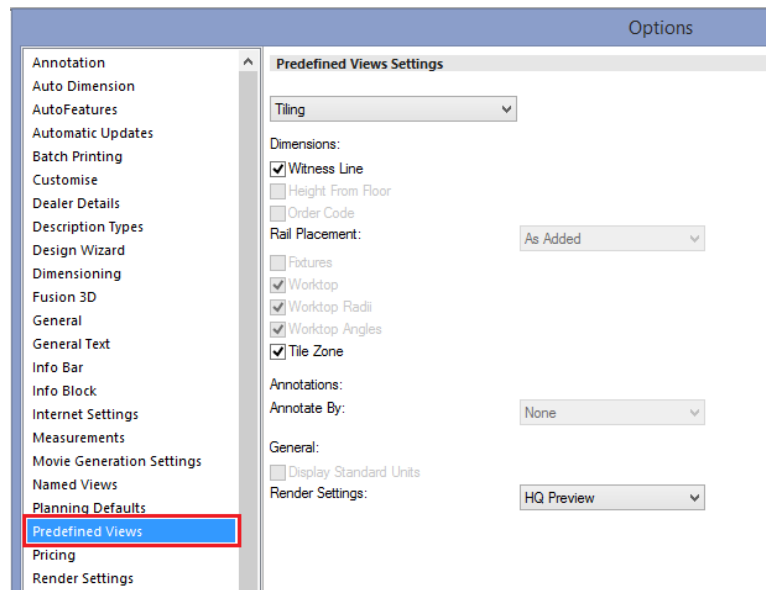 Options
Annotation
Auto Dimension
AutoFeatures
Automatic Updates
Batch Printing
Customise
Dealer Details
Description Types
Design Wizard
Dimensioning
Fusion 3D
General
General Text
Info Bar
Info Block
Internet Settings
Measurements
Movie Generation Settings
Named Views
Planning Defaults
Predefined Views
Pricing
Render Settings
Predefined Views Settings
Tiling
Dimensions:
Witness Line
Height From Floor
Order Code
Rail Placement: As Added
Fixtures
Worktop
Worktop Radii
Worktop Angles
Tile Zone
Annotations:
Annotate By: None
General:
Display Standard Units
Render Settings: HQ Preview